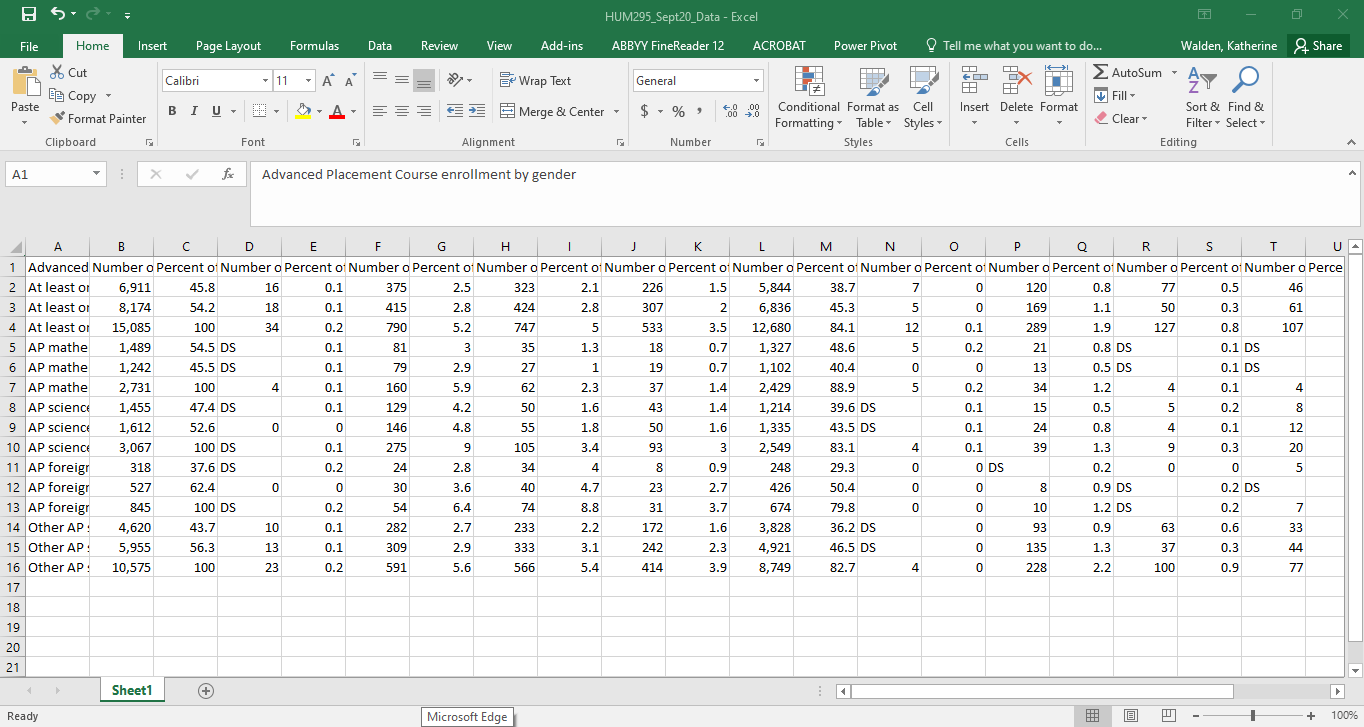 HUM295_Sept20_Data - Excel
File Home Insert Page Layout Formulas Data Review View Add-ins ABBYY FineReader 12 ACROBAT Power Pivot Tell me what you want to do... Walden, Katherine Share
Paste Cut Copy Format Painter
Calibri 11
B I U
Wrap Text
Merge & Center
General
$ % ,
Conditional Formatting Format as Table Cell Styles
Insert Delete Format
AutoSum Fill Clear
Sort & Filter Find & Select
Clipboard Font Alignment Number Styles Cells Editing
A1 fx Advanced Placement Course enrollment by gender
A B C D E F G H I J K L M N O P Q R S T U
1 Advanced Number o Percent of Number o Percent of Number o Percent of Number o Percent of Number o Percent of Number o Percent of Number o Percent of Number o Percent of Number o Percent of Number o Perce
2 At least or 6,911 45.8 16 0.1 375 2.5 323 2.1 226 1.5 5,844 38.7 7 0 120 0.8 77 0.5 46
3 At least or 8,174 54.2 18 0.1 415 2.8 424 2.8 307 2 6,836 45.3 5 0 169 1.1 50 0.3 61
4 At least or 15,085 100 34 0.2 790 5.2 747 5 533 3.5 12,680 84.1 12 0.1 289 1.9 127 0.8 107
5 AP mathe 1,489 54.5 DS 0.1 81 3 35 1.3 18 0.7 1,327 48.6 5 0.2 21 0.8 DS 0.1 DS
6 AP mathe 1,242 45.5 DS 0.1 79 2.9 27 1 19 0.7 1,102 40.4 0 0 13 0.5 DS 0.1 DS
7 AP mathe 2,731 100 4 0.1 160 5.9 62 2.3 37 1.4 2,429 88.9 5 0.2 34 1.2 4 0.1 4
8 AP science 1,455 47.4 DS 0.1 129 4.2 50 1.6 43 1.4 1,214 39.6 DS 0.1 15 0.5 5 0.2 8
9 AP science 1,612 52.6 0 0 146 4.8 55 1.8 50 1.6 1,335 43.5 DS 0.1 24 0.8 4 0.1 12
10 AP science 3,067 100 DS 0.1 275 9 105 3.4 93 3 2,549 83.1 4 0.1 39 1.3 9 0.3 20
11 AP foreign 318 37.6 DS 0.2 24 2.8 34 4 8 0.9 248 29.3 0 0 DS 0.2 0 0 5
12 AP foreign 527 62.4 0 0 30 3.6 40 4.7 23 2.7 426 50.4 0 0 8 0.9 DS 0.2 DS
13 AP foreign 845 100 DS 0.2 54 6.4 74 8.8 31 3.7 674 79.8 0 0 10 1.2 DS 0.2 7
14 Other AP s 4,620 43.7 10 0.1 282 2.7 233 2.2 172 1.6 3,828 36.2 DS 0 93 0.9 63 0.6 33
15 Other AP s 5,955 56.3 13 0.1 309 2.9 333 3.1 242 2.3 4,921 46.5 DS 0 135 1.3 37 0.3 44
16 Other AP s 10,575 100 23 0.2 591 5.6 566 5.4 414 3.9 8,749 82.7 4 0 228 2.2 100 0.9 77
17
18
19
20
21
Sheet1
Ready Microsoft Edge 100%